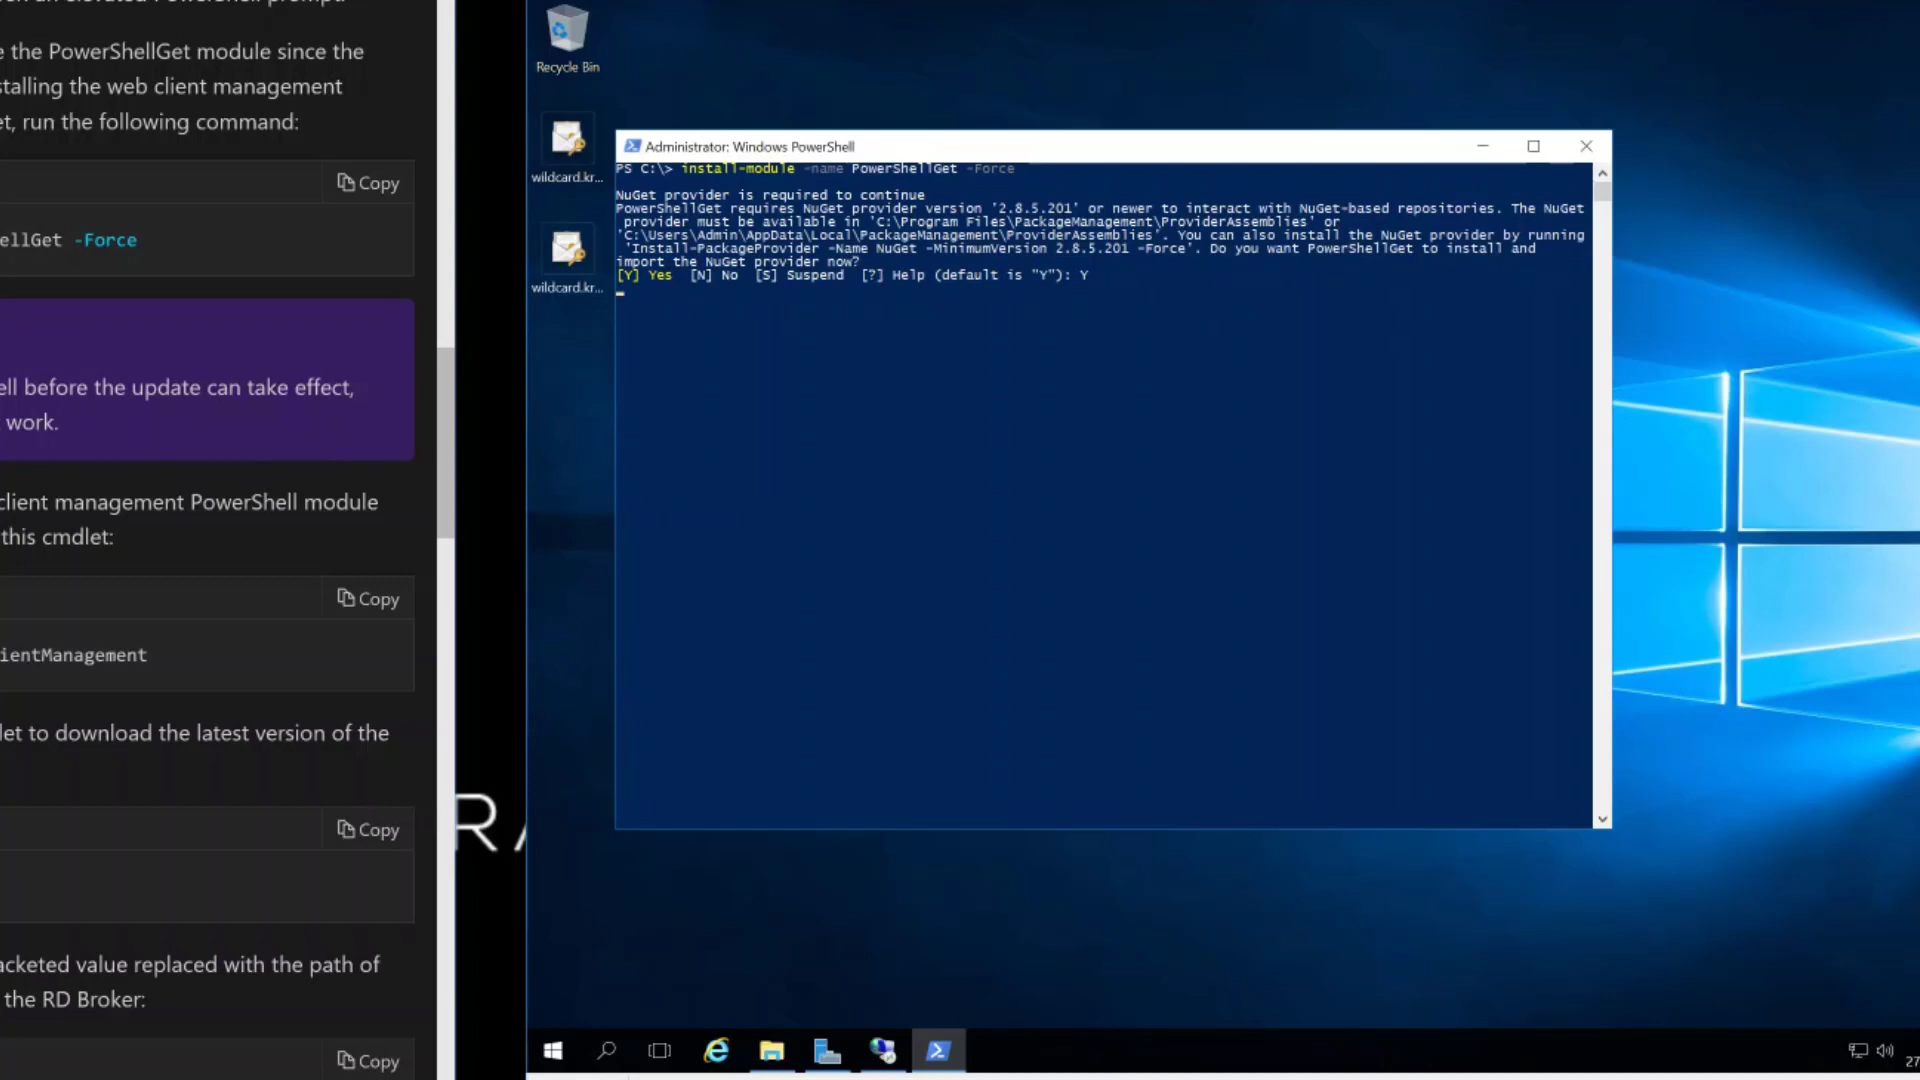 e the PowerShellGet module since the
stalling the web client management
et, run the following command:
Copy
ellGet -Force
ell before the update can take effect,
work.
client management PowerShell module
this cmdlet:
Copy
ientManagement
let to download the latest version of the
Copy
acketed value replaced with the path of
the RD Broker:
Copy
Recycle Bin
wildcard.kr...
wildcard.kr...
Administrator: Windows PowerShell
PS C:\> install-module -name PowerShellGet -Force
NuGet provider is required to continue
PowerShellGet requires NuGet provider version '2.8.5.201' or newer to interact with NuGet-based repositories. The NuGet
provider must be available in 'C:\Program Files\PackageManagement\ProviderAssemblies' or
'C:\Users\Admin\AppData\Local\PackageManagement\ProviderAssemblies'. You can also install the NuGet provider by running
'Install-PackageProvider -Name NuGet -MinimumVersion 2.8.5.201 -Force'. Do you want PowerShellGet to install and
import the NuGet provider now?
[Y] Yes [N] No [S] Suspend [?] Help (default is "Y"): Y
R
27